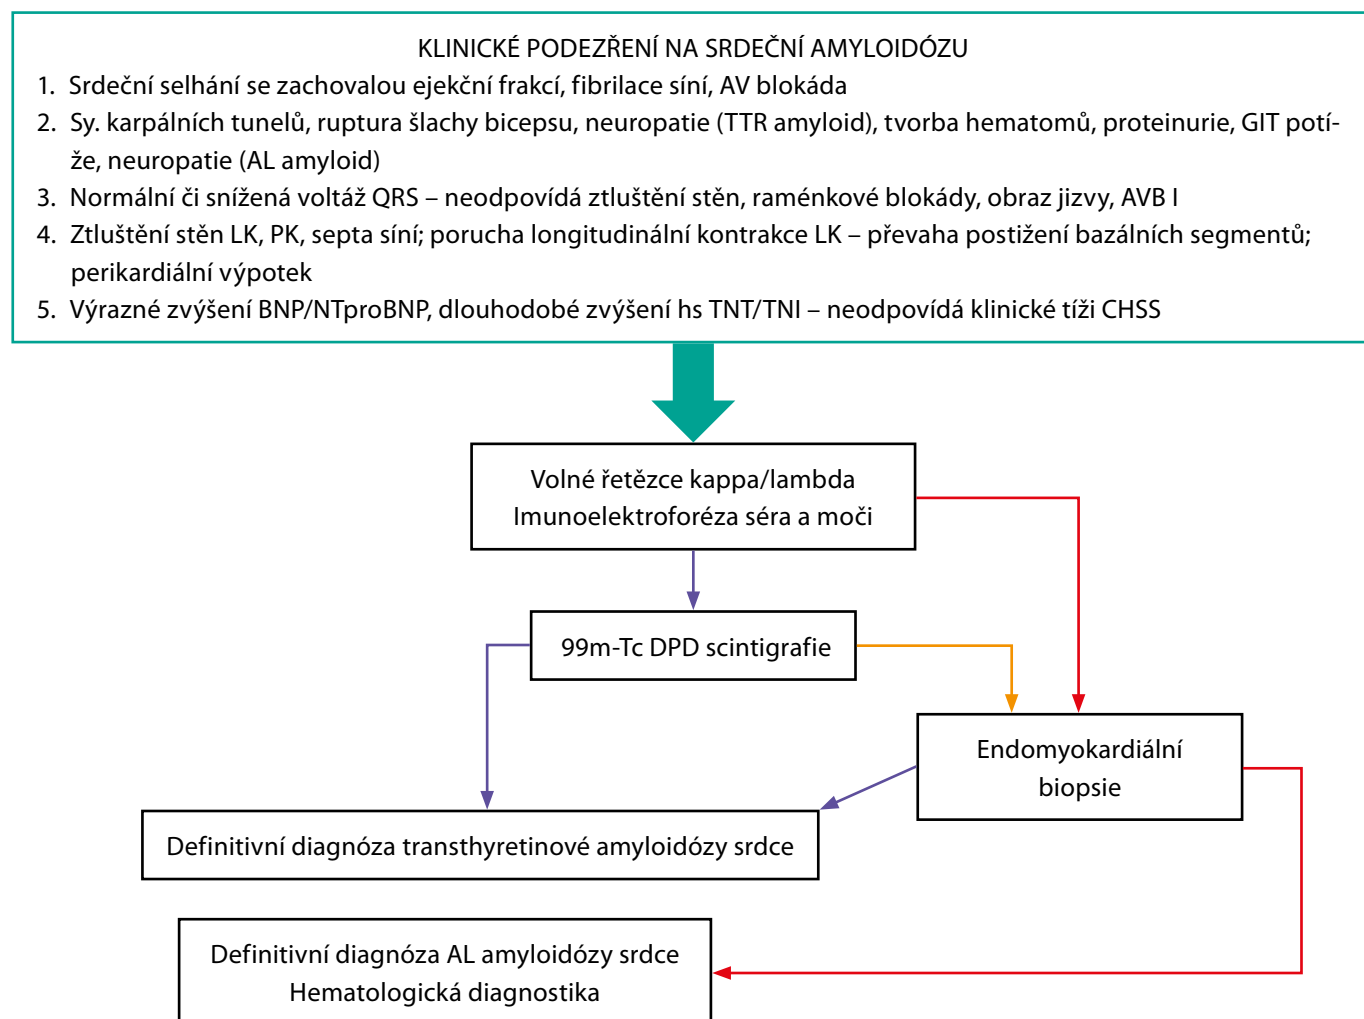 KLINICKÉ PODEZŘENÍ NA SRDEČNÍ AMYLOIDÓZU
1. Srdeční selhání se zachovalou ejekční frakcí, fibrilace síní, AV blokáda
2. Sy. karpálních tunelů, ruptura šlachy bicepsu, neuropatie (TTR amyloid), tvorba hematomů, proteinurie, GIT potí-
že, neuropatie (AL amyloid)
3. Normální či snížená voltáž QRS – neodpovídá ztluštění stěn, raménkové blokády, obraz jizvy, AVB I
4. Ztluštění stěn LK, PK, septa síní; porucha longitudinální kontrakce LK – převaha postižení bazálních segmentů;
perikardiální výpotek
5. Výrazné zvýšení BNP/NTproBNP, dlouhodobé zvýšení hs TNT/TNI – neodpovídá klinické tíži CHSS
Volné řetězce kappa/lambda
Imunoelektroforéza séra a moči
99m-Tc DPD scintigrafie
Endomyokardiální
biopsie
Definitivní diagnóza transthyretinové amyloidózy srdce
Definitivní diagnóza AL amyloidózy srdce
Hematologická diagnostika